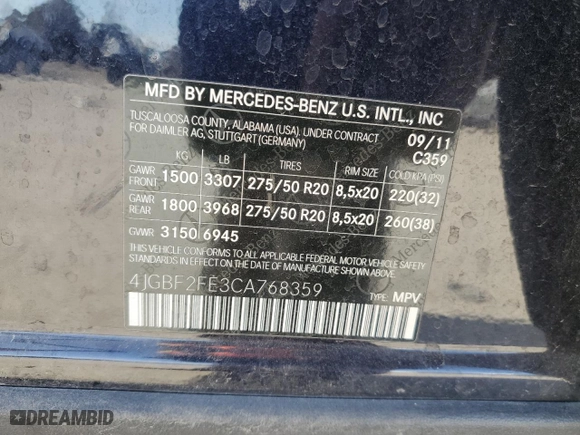 MFD BY MERCEDES-BENZ U.S. INTL., INC
TUSCALOOSA COUNTY, ALABAMA (USA). UNDER CONTRACT
FOR DAIMLER AG, STUTTGART (GERMANY)
09/11
C359
KG LB TIRES RIM SIZE COLD KPA (PSI)
GAWR FRONT 1500 3307 275/50 R20 8,5x20 220(32)
GAWR REAR 1800 3968 275/50 R20 8,5x20 260(38)
GVWR 3150 6945
THIS VEHICLE CONFORMS TO ALL APPLICABLE FEDERAL MOTOR VEHICLE SAFETY
STANDARDS IN EFFECT ON THE DATE OF MANUFACTURE SHOWN ABOVE.
4JGBF2FE3CA768359
TYPE: MPV
DREAMBID